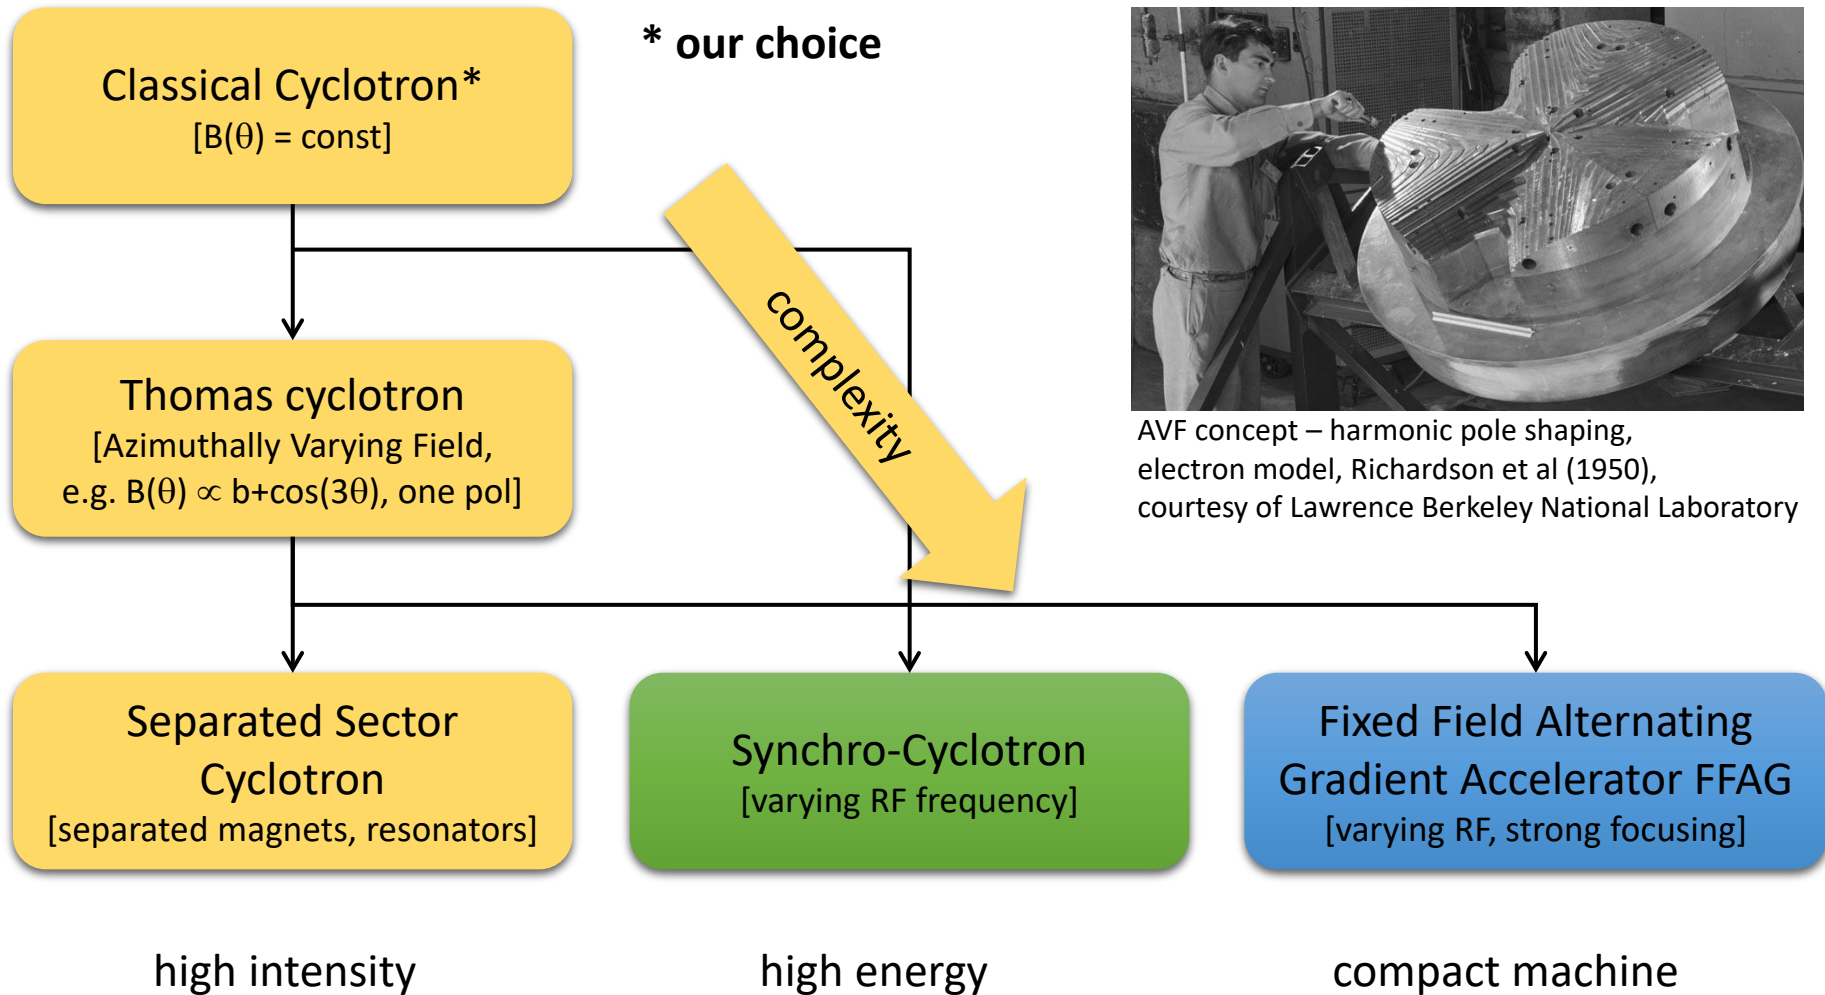 Classical Cyclotron*
[B(θ) = const]
* our choice
complexity
Thomas cyclotron
[Azimuthally Varying Field,
e.g. B(θ) ∝ b+cos(3θ), one pol]
AVF concept – harmonic pole shaping,
electron model, Richardson et al (1950),
courtesy of Lawrence Berkeley National Laboratory
Separated Sector
Cyclotron
[separated magnets, resonators]
Synchro-Cyclotron
[varying RF frequency]
Fixed Field Alternating
Gradient Accelerator FFAG
[varying RF, strong focusing]
high intensity
high energy
compact machine